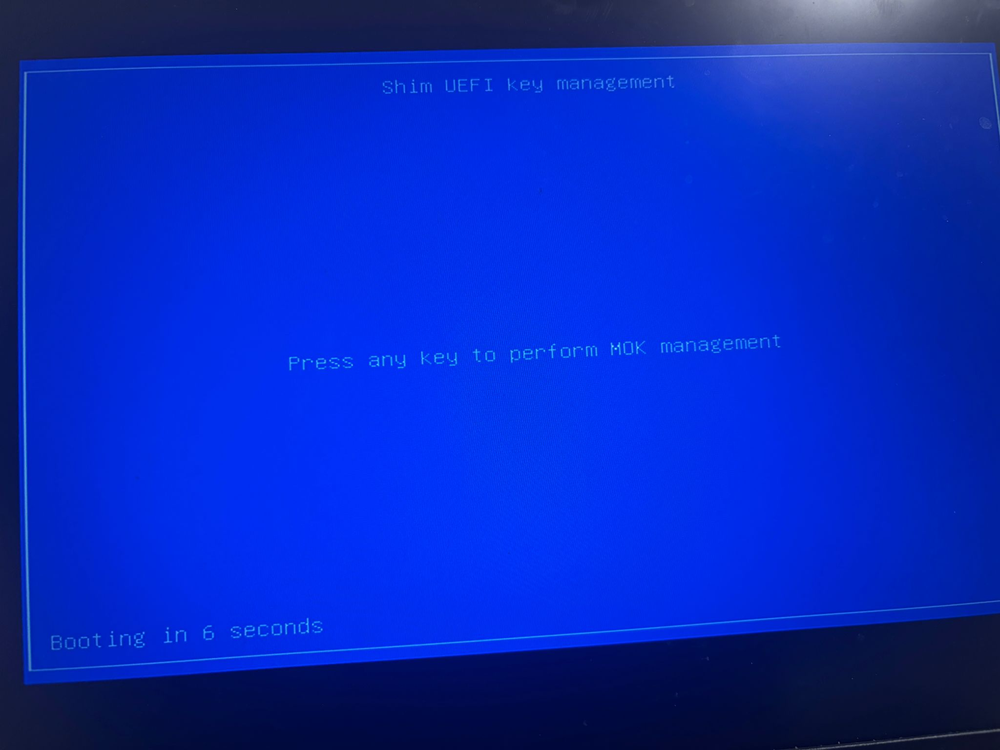 Shim UEFI key management
Press any key to perform MOK management
Booting in 6 seconds